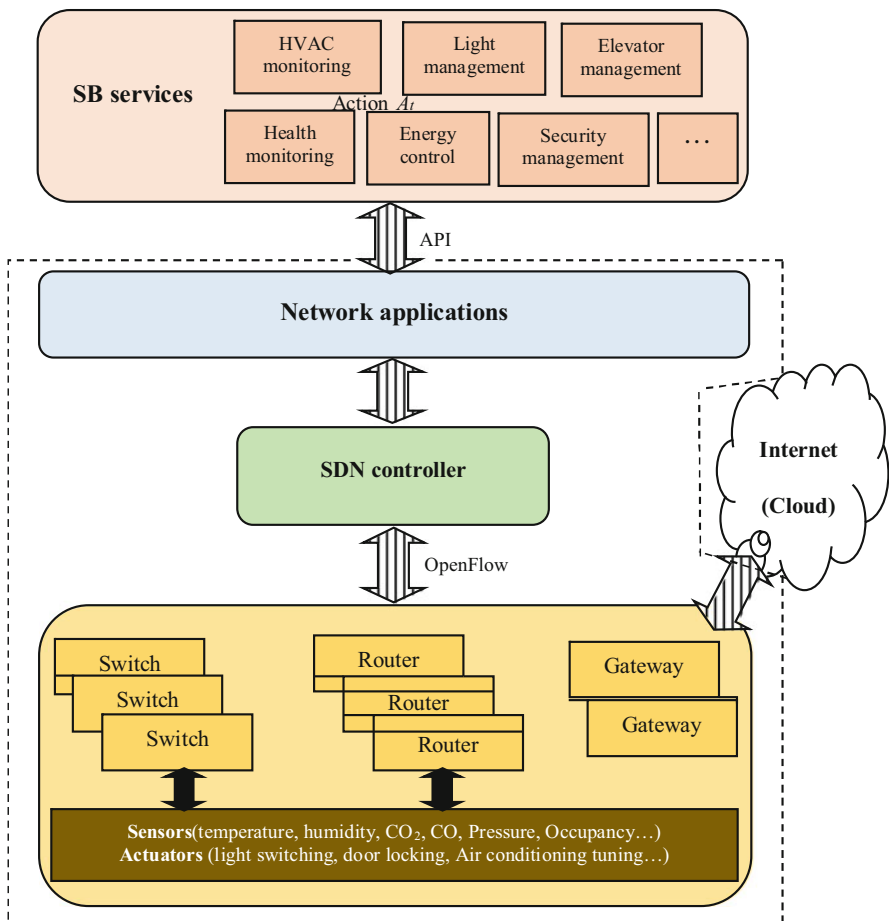 HVAC
monitoring
Light
management
Elevator
management
SB services
Action At
Health
monitoring
Energy
control
Security
management
…
API
Network applications
SDN controller
Internet
(Cloud)
OpenFlow
Switch
Switch
Switch
Router
Router
Router
Gateway
Gateway
Sensors(temperature, humidity, CO₂, CO, Pressure, Occupancy…)
Actuators (light switching, door locking, Air conditioning tuning…)